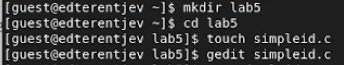 [guest@edterentjev ~]$ mkdir lab5
[guest@edterentjev ~]$ cd lab5
[guest@edterentjev lab5]$ touch simpleid.c
[guest@edterentjev lab5]$ gedit simpleid.c